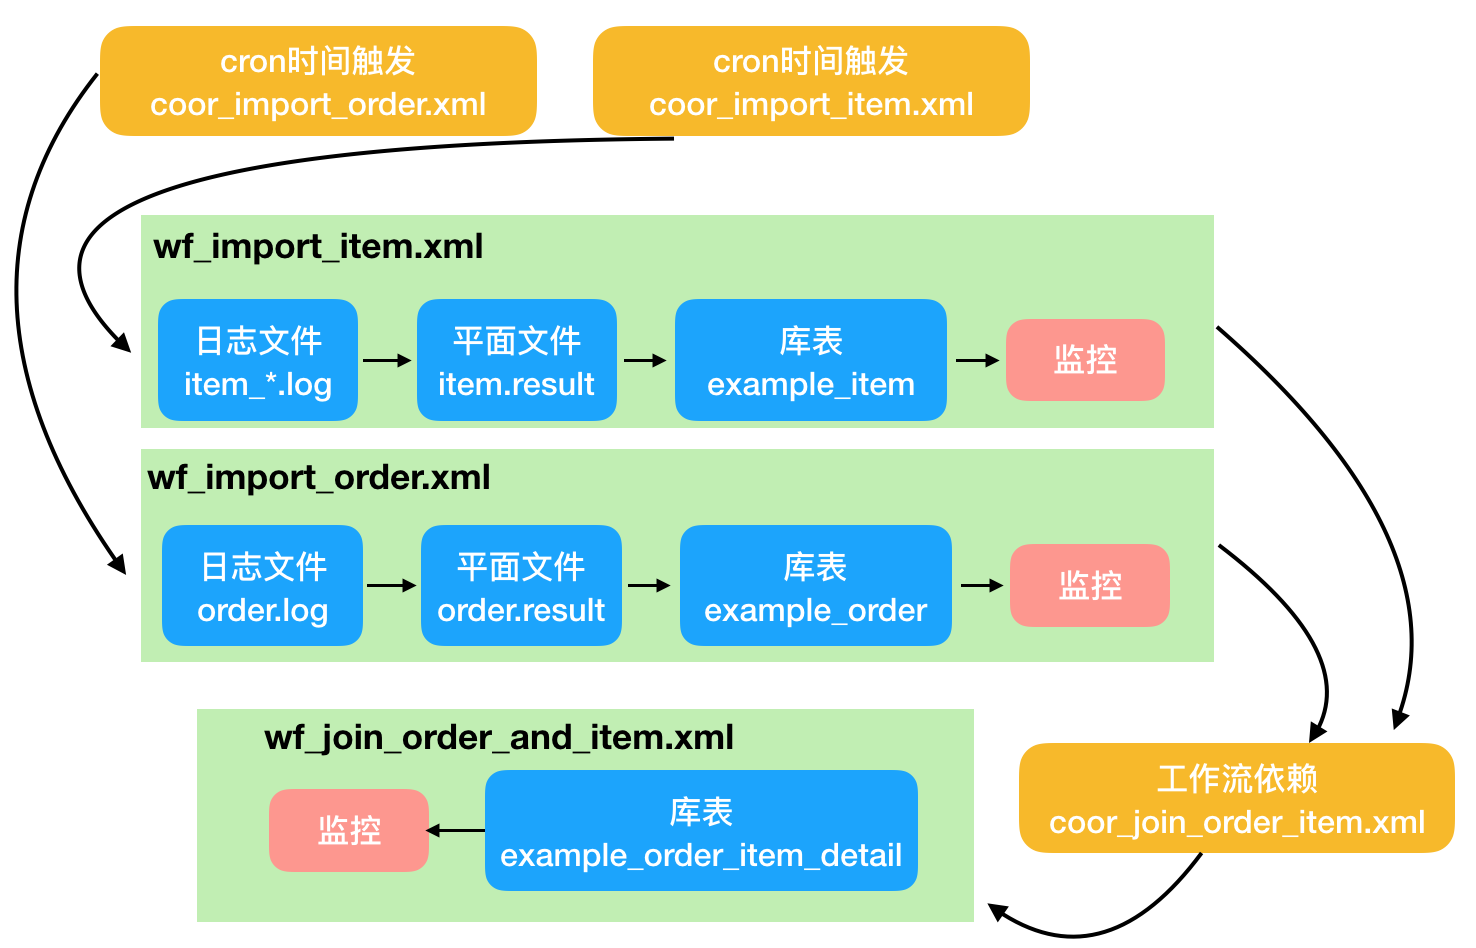 cron时间触发
coor_import_order.xml
cron时间触发
coor_import_item.xml
wf_import_item.xml
日志文件
item_*.log
平面文件
item.result
库表
example_item
监控
wf_import_order.xml
日志文件
order.log
平面文件
order.result
库表
example_order
监控
wf_join_order_and_item.xml
监控
库表
example_order_item_detail
工作流依赖
coor_join_order_item.xml